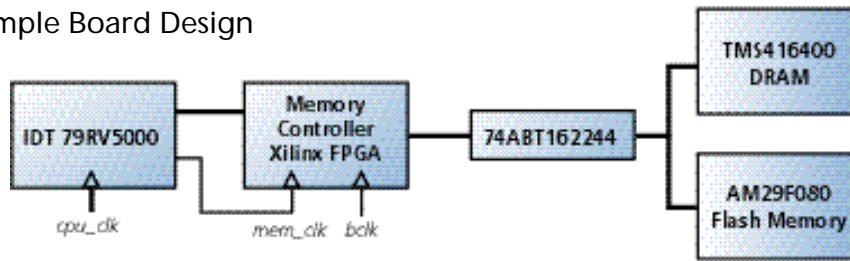 mple Board Design
IDT 79RV5000
cpu_clk
Memory
Controller
Xilinx FPGA
mem_clk bclk
74ABT162244
TMS416400
DRAM
AM29F080
Flash Memory